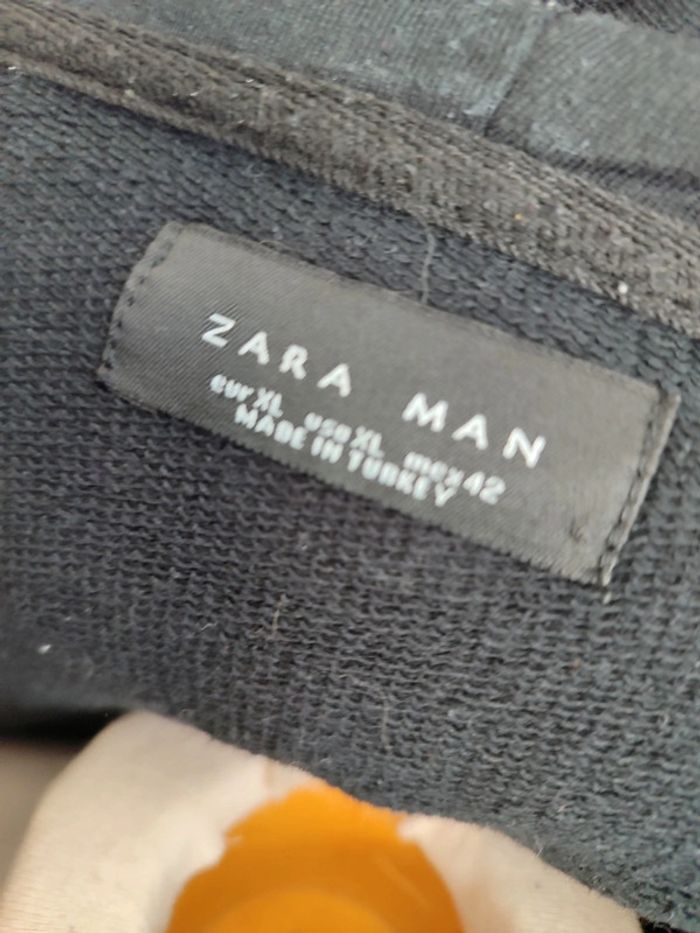 ZARA MAN
eur XL usa XL mex 42
MADE IN TURKEY